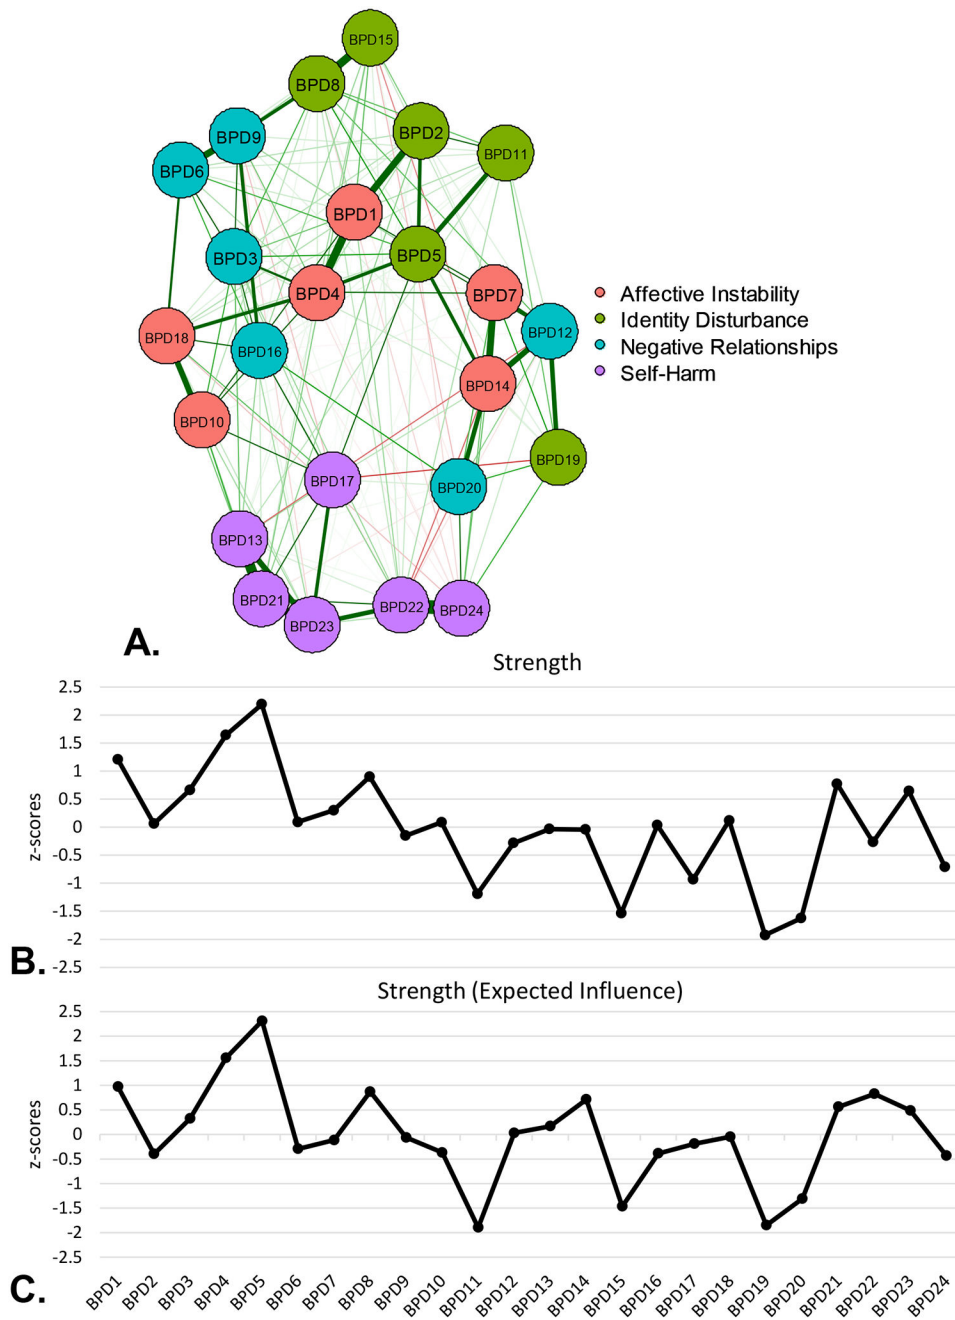 BPD15
BPD8
BPD9
BPD2
BPD11
BPD6
BPD1
BPD3
BPD5
BPD4
BPD7
BPD12
BPD18
BPD16
BPD14
BPD10
BPD17
BPD20
BPD19
BPD13
BPD21
BPD23
BPD22
BPD24
Affective Instability
Identity Disturbance
Negative Relationships
Self-Harm
A.
Strength
2.5
2
1.5
1
0.5
0
-0.5
-1
-1.5
-2
-2.5
z-scores
B.
Strength (Expected Influence)
2.5
2
1.5
1
0.5
0
-0.5
-1
-1.5
-2
-2.5
z-scores
C.
BPD1
BPD2
BPD3
BPD4
BPD5
BPD6
BPD7
BPD8
BPD9
BPD10
BPD11
BPD12
BPD13
BPD14
BPD15
BPD16
BPD17
BPD18
BPD19
BPD20
BPD21
BPD22
BPD23
BPD24